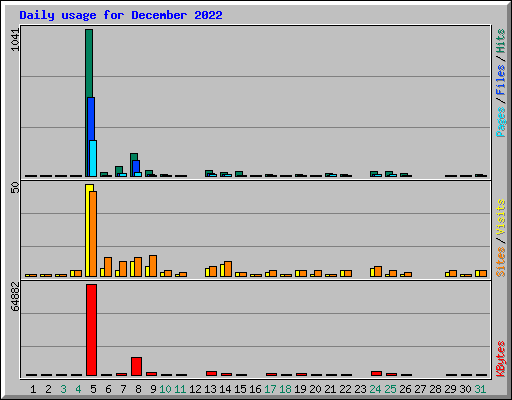 Daily usage for December 2022
1041
Pages / Files / Hits
50
Sites / Visits
64882
KBytes
1 2 3 4 5 6 7 8 9 10 11 12 13 14 15 16 17 18 19 20 21 22 23 24 25 26 27 28 29 30 31